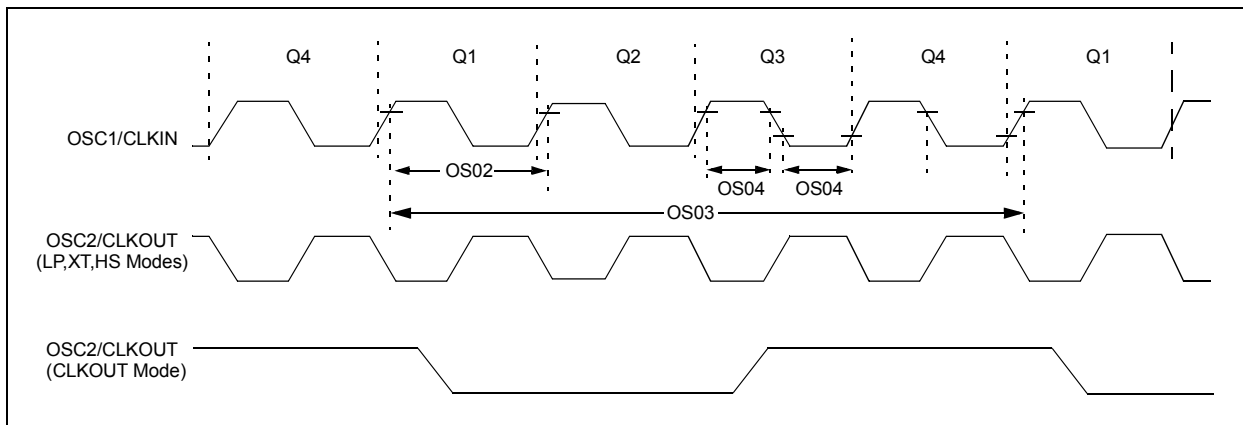 Q4 Q1 Q2 Q3 Q4 Q1
OSC1/CLKIN
OS02
OS04 OS04
OS03
OSC2/CLKOUT
(LP,XT,HS Modes)
OSC2/CLKOUT
(CLKOUT Mode)